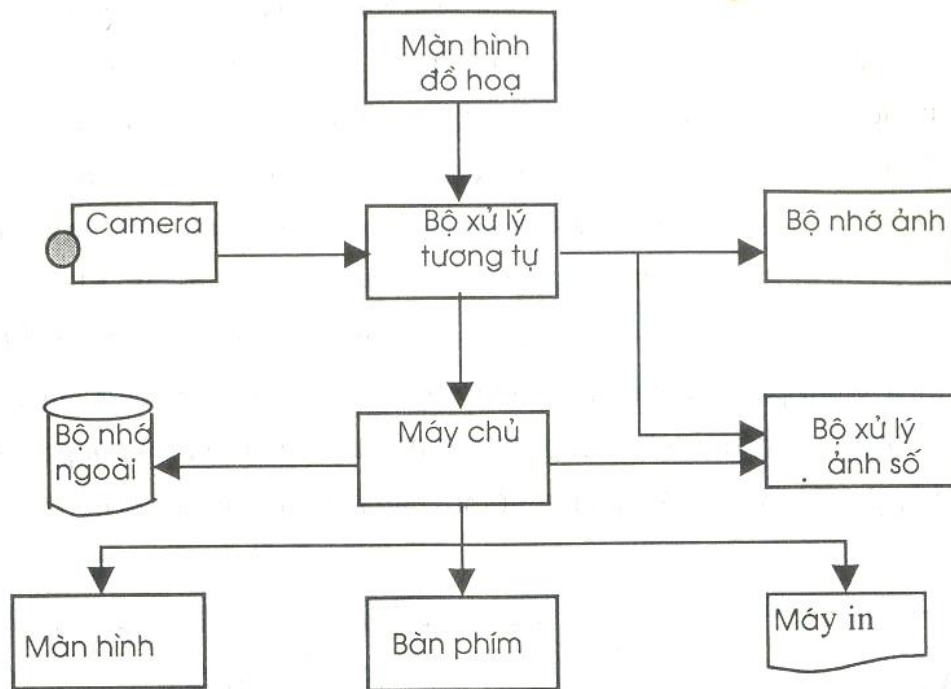 Màn hình
đồ hoạ
Camera
Bộ xử lý
tương tự
Bộ nhớ ảnh
Bộ nhớ
ngoài
Máy chủ
Bộ xử lý
ảnh số
Màn hình
Bàn phím
Máy in